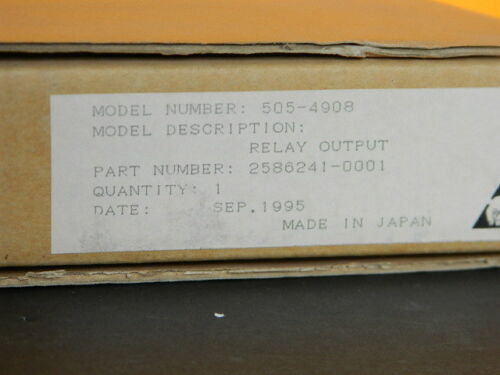 MODEL NUMBER: 505-4908
MODEL DESCRIPTION:
RELAY OUTPUT
PART NUMBER: 2586241-0001
QUANTITY: 1
DATE: SEP.1995
MADE IN JAPAN